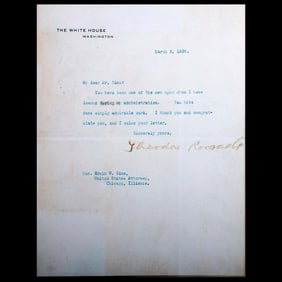 THE WHITE HOUSE
WASHINGTON
March 3, 1909.
My dear Mr. Sims:
You have been one of the men upon whom I have
leaned during my administration. You have
done simply admirable work. I thank you and congrat-
ulate you, and I value your letter.
Sincerely yours,
Theodore Roosevelt
Hon. Edwin W. Sims,
United States Attorney,
Chicago, Illinois.